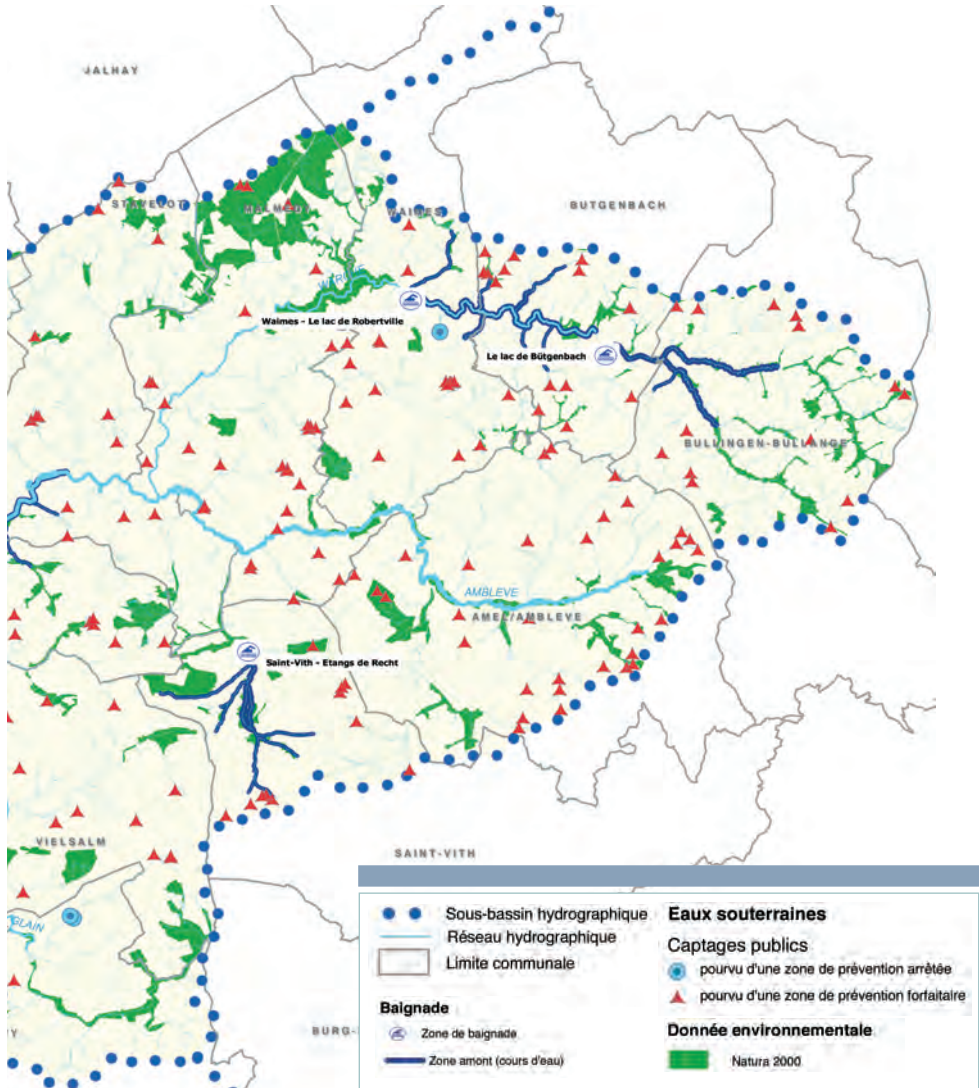 JALHAY
STAVELOT
MALMEDY
WAIMES
BUTGENBACH
WARCHE
Waimes - Le lac de Robertville
Le lac de Bütgenbach
BULLINGEN-BULLANGE
AMBLEVE
AMEL/AMBLEVE
Saint-Vith - Etangs de Recht
VIELSALM
SAINT-VITH
GLAIN
Sous-bassin hydrographique
Réseau hydrographique
Limite communale
Baignade
Zone de baignade
Zone amont (cours d'eau)
Eaux souterraines
Captages publics
pourvu d'une zone de prévention arrêtée
pourvu d'une zone de prévention forfaitaire
Donnée environnementale
Natura 2000
BURG-
Y